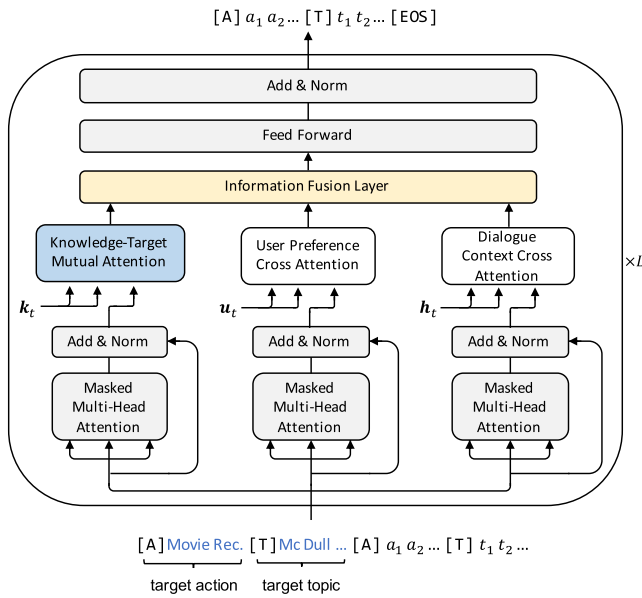 [A] a₁ a₂ … [T] t₁ t₂ … [EOS]
Add & Norm
Feed Forward
Information Fusion Layer
Knowledge-Target
Mutual Attention
User Preference
Cross Attention
Dialogue
Context Cross
Attention
×L
kₜ
uₜ
hₜ
Add & Norm
Add & Norm
Add & Norm
Masked
Multi-Head
Attention
Masked
Multi-Head
Attention
Masked
Multi-Head
Attention
[A] Movie Rec. [T] Mc Dull … [A] a₁ a₂ … [T] t₁ t₂ …
target action
target topic